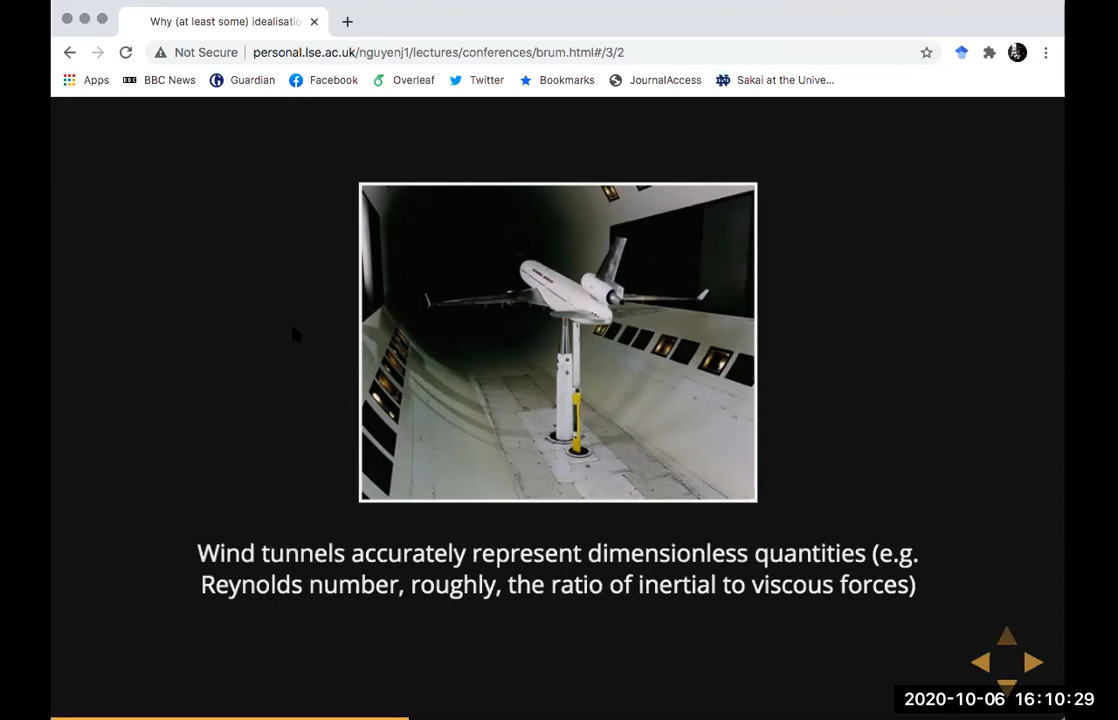 Why (at least some) idealisatio
Not Secure personal.lse.ac.uk/nguyenj1/lectures/conferences/brum.html#/3/2
Apps BBC BBC News Guardian Facebook Overleaf Twitter Bookmarks JournalAccess ND Sakai at the Unive...
Wind tunnels accurately represent dimensionless quantities (e.g.
Reynolds number, roughly, the ratio of inertial to viscous forces)
2020-10-06 16:10:29